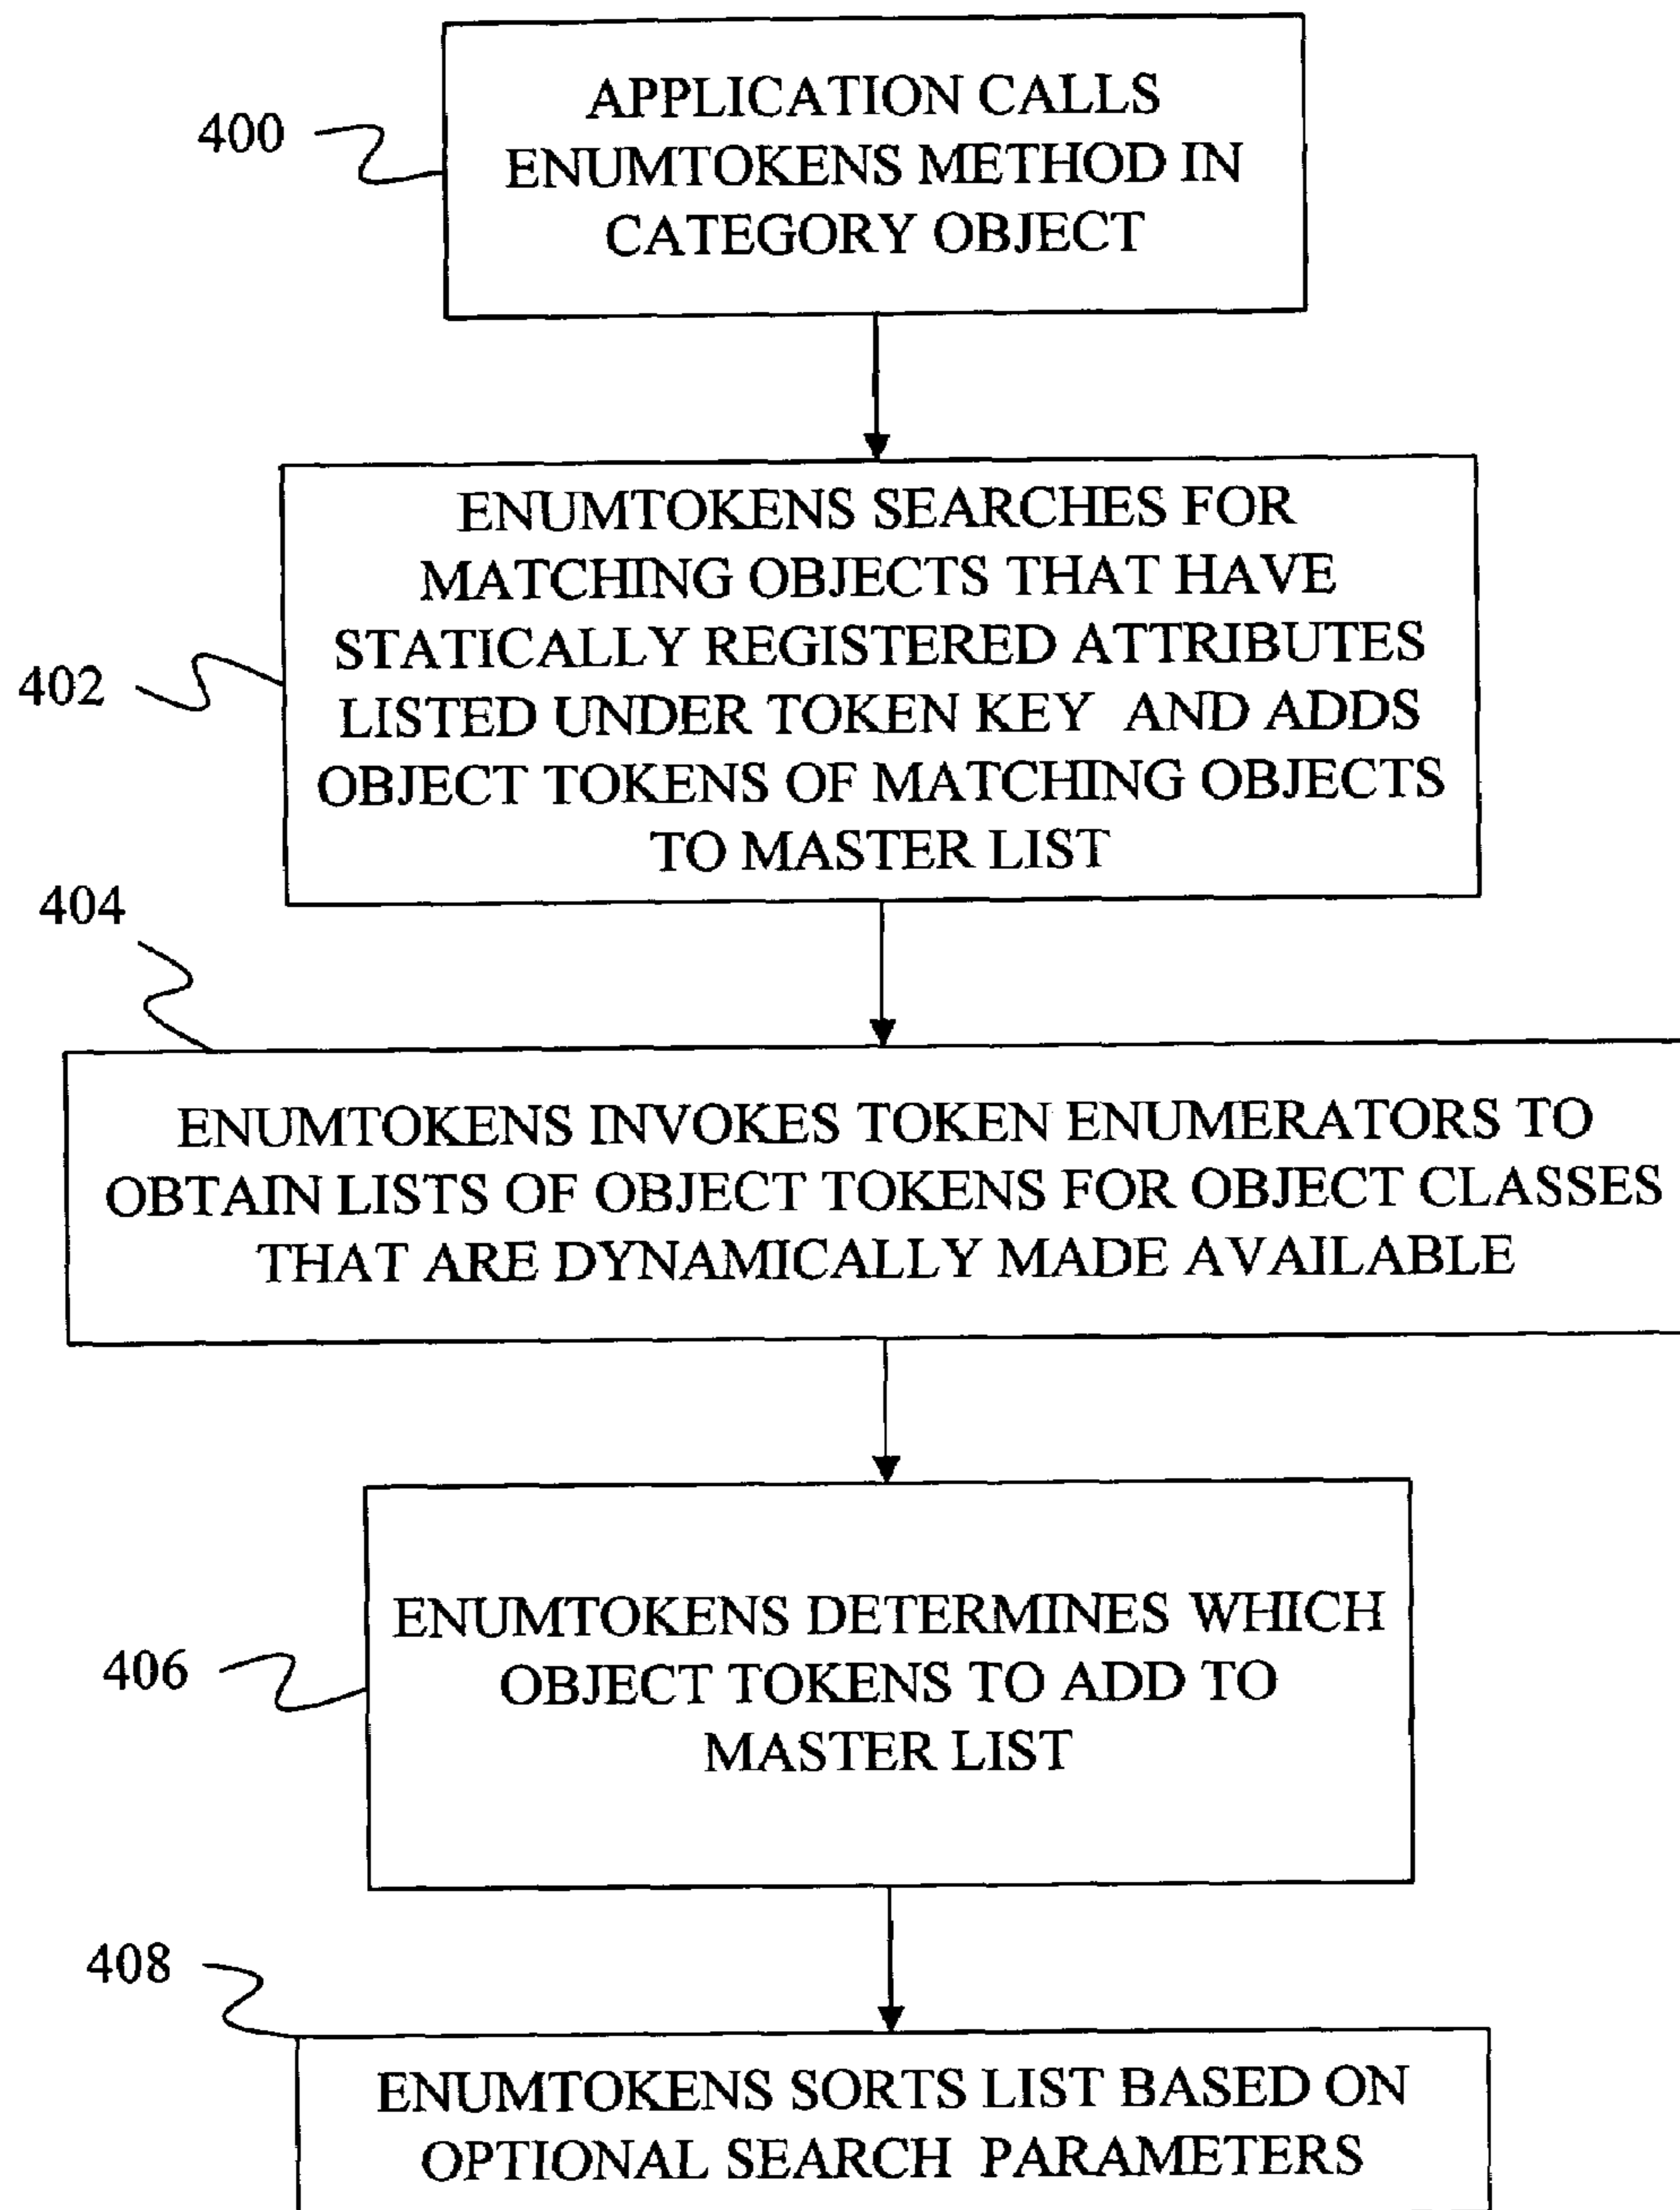 APPLICATION CALLS
ENUMTOKENS METHOD IN
CATEGORY OBJECT
400
ENUMTOKENS SEARCHES FOR
MATCHING OBJECTS THAT HAVE
STATICALLY REGISTERED ATTRIBUTES
LISTED UNDER TOKEN KEY AND ADDS
OBJECT TOKENS OF MATCHING OBJECTS
TO MASTER LIST
402
404
ENUMTOKENS INVOKES TOKEN ENUMERATORS TO
OBTAIN LISTS OF OBJECT TOKENS FOR OBJECT CLASSES
THAT ARE DYNAMICALLY MADE AVAILABLE
ENUMTOKENS DETERMINES WHICH
OBJECT TOKENS TO ADD TO
MASTER LIST
406
408
ENUMTOKENS SORTS LIST BASED ON
OPTIONAL SEARCH PARAMETERS